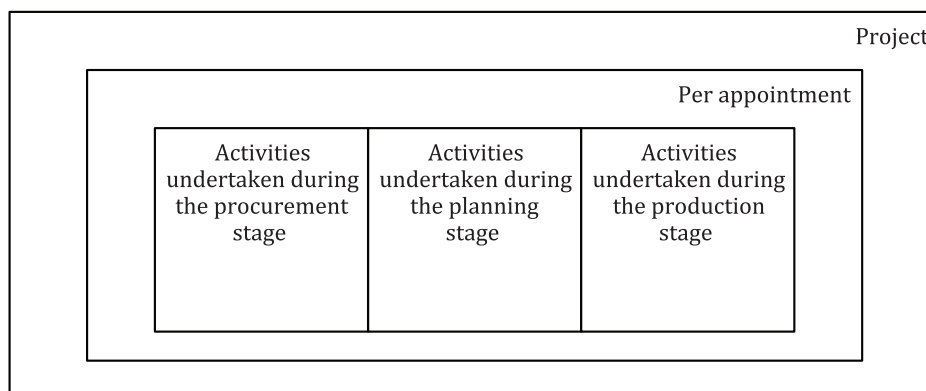 Project
Per appointment
Activities
undertaken during
the procurement
stage
Activities
undertaken during
the planning
stage
Activities
undertaken during
the production
stage